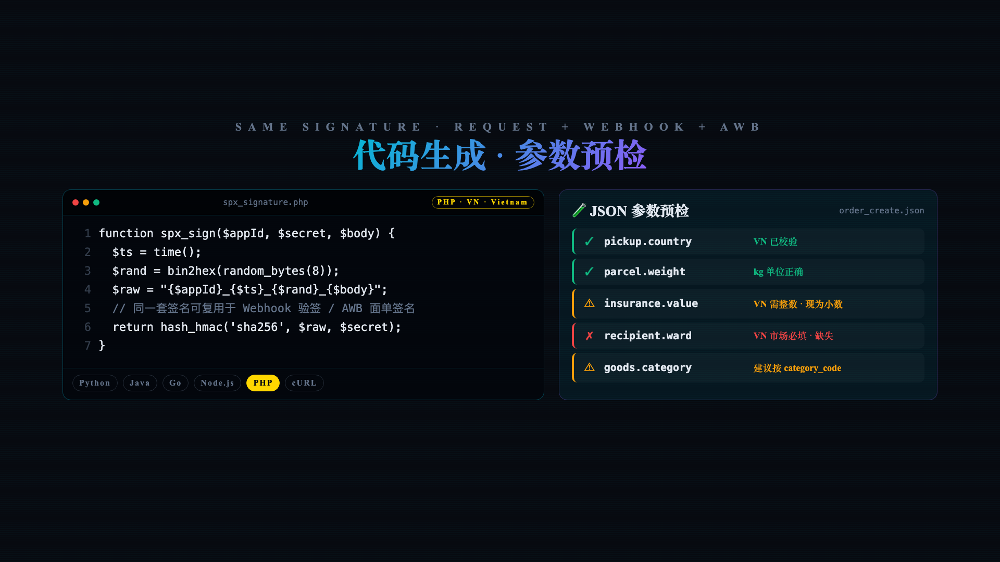 SAME SIGNATURE · REQUEST + WEBHOOK + AWB
代码生成 · 参数预检
spx_signature.php
PHP · VN · Vietnam
1 function spx_sign($appId, $secret, $body) {
2 $ts = time();
3 $rand = bin2hex(random_bytes(8));
4 $raw = "{$appId}_{$ts}_{$rand}_{$body}";
5 // 同一套签名可复用于 Webhook 验签 / AWB 面单签名
6 return hash_hmac('sha256', $raw, $secret);
7 }
Python Java Go Node.js PHP cURL
JSON 参数预检 order_create.json
✓ pickup.country VN 已校验
✓ parcel.weight kg 单位正确
⚠ insurance.value VN 需整数 · 现为小数
✗ recipient.ward VN 市场必填 · 缺失
⚠ goods.category 建议按 category_code